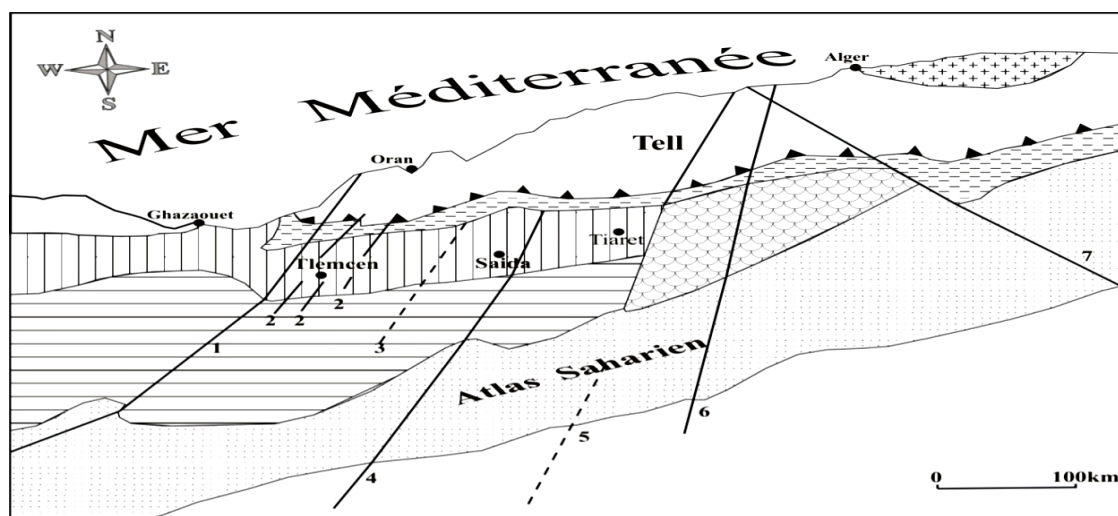 N
W E
S
Mer Méditerranée
Alger
Oran
Tell
Ghazaouet
Tlemcen
Saida
Tiaret
2
2
2
1
3
Atlas Saharien
7
6
5
4
0 100km